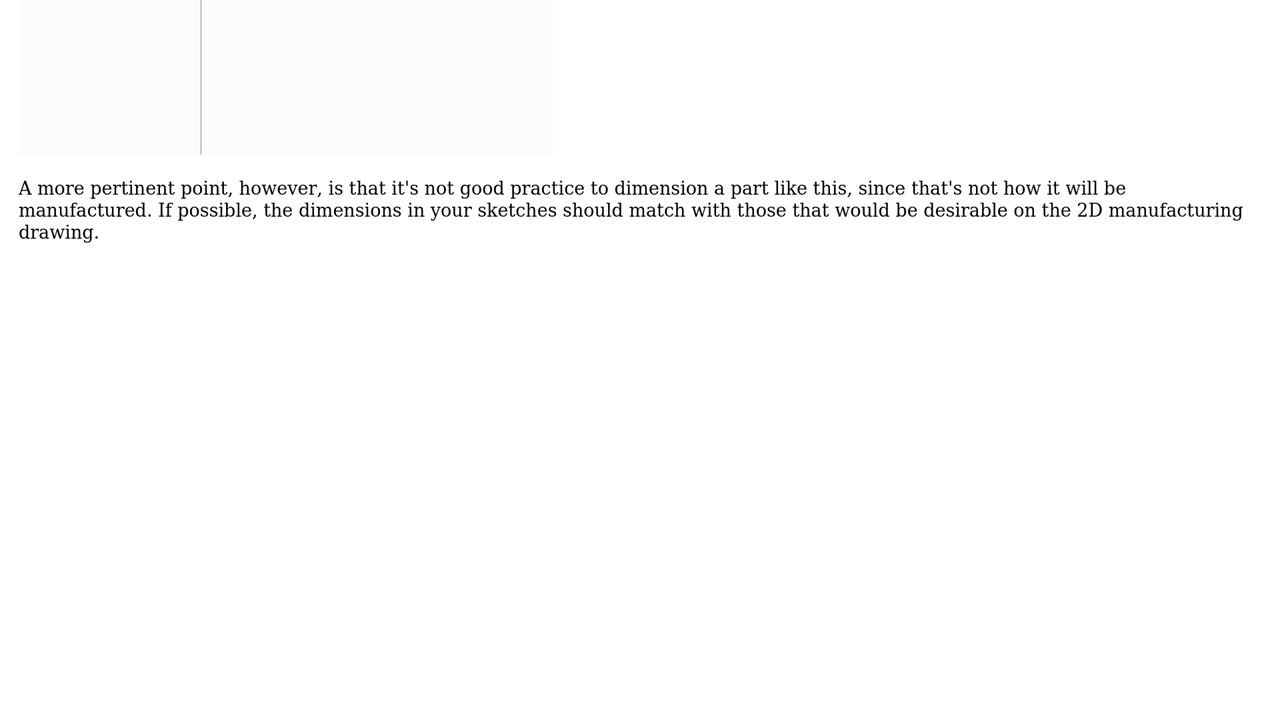 A more pertinent point, however, is that it's not good practice to dimension a part like this, since that's not how it will be
manufactured. If possible, the dimensions in your sketches should match with those that would be desirable on the 2D manufacturing
drawing.